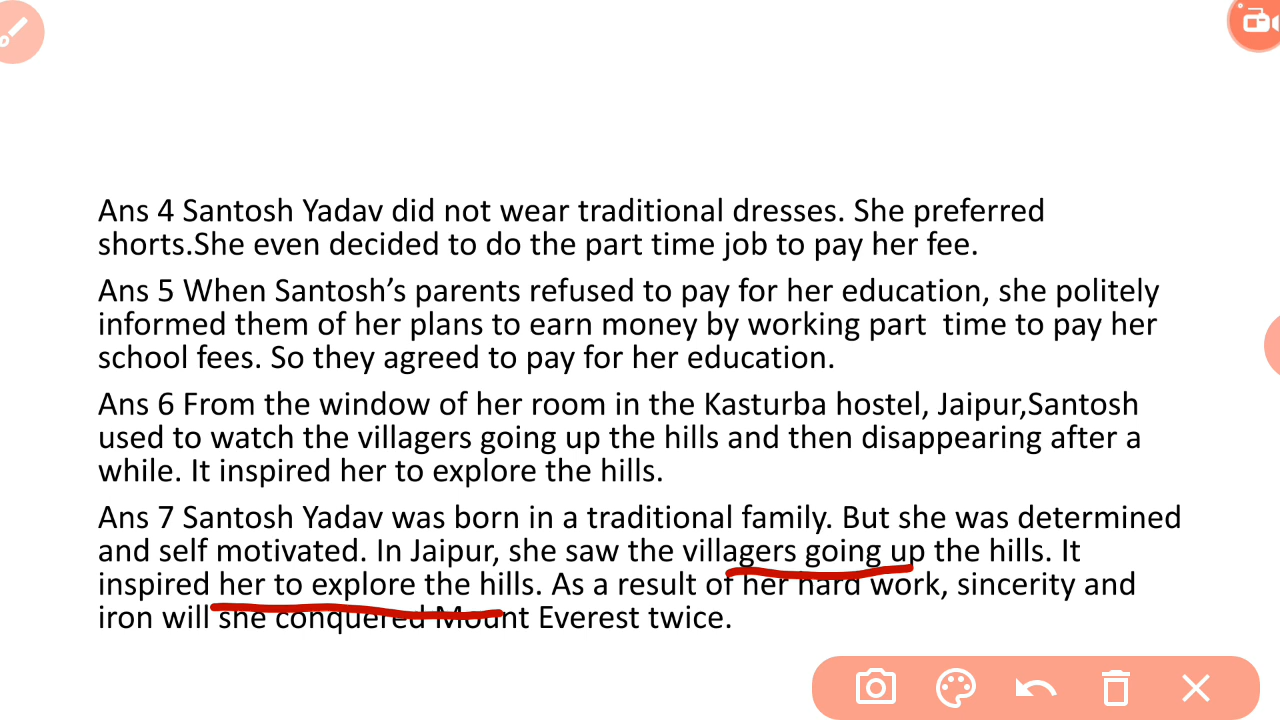 Ans 4 Santosh Yadav did not wear traditional dresses. She preferred
shorts.She even decided to do the part time job to pay her fee.
Ans 5 When Santosh’s parents refused to pay for her education, she politely
informed them of her plans to earn money by working part  time to pay her
school fees. So they agreed to pay for her education.
Ans 6 From the window of her room in the Kasturba hostel, Jaipur,Santosh
used to watch the villagers going up the hills and then disappearing after a
while. It inspired her to explore the hills.
Ans 7 Santosh Yadav was born in a traditional family. But she was determined
and self motivated. In Jaipur, she saw the villagers going up the hills. It
inspired her to explore the hills. As a result of her hard work, sincerity and
iron will she conquered Mount Everest twice.